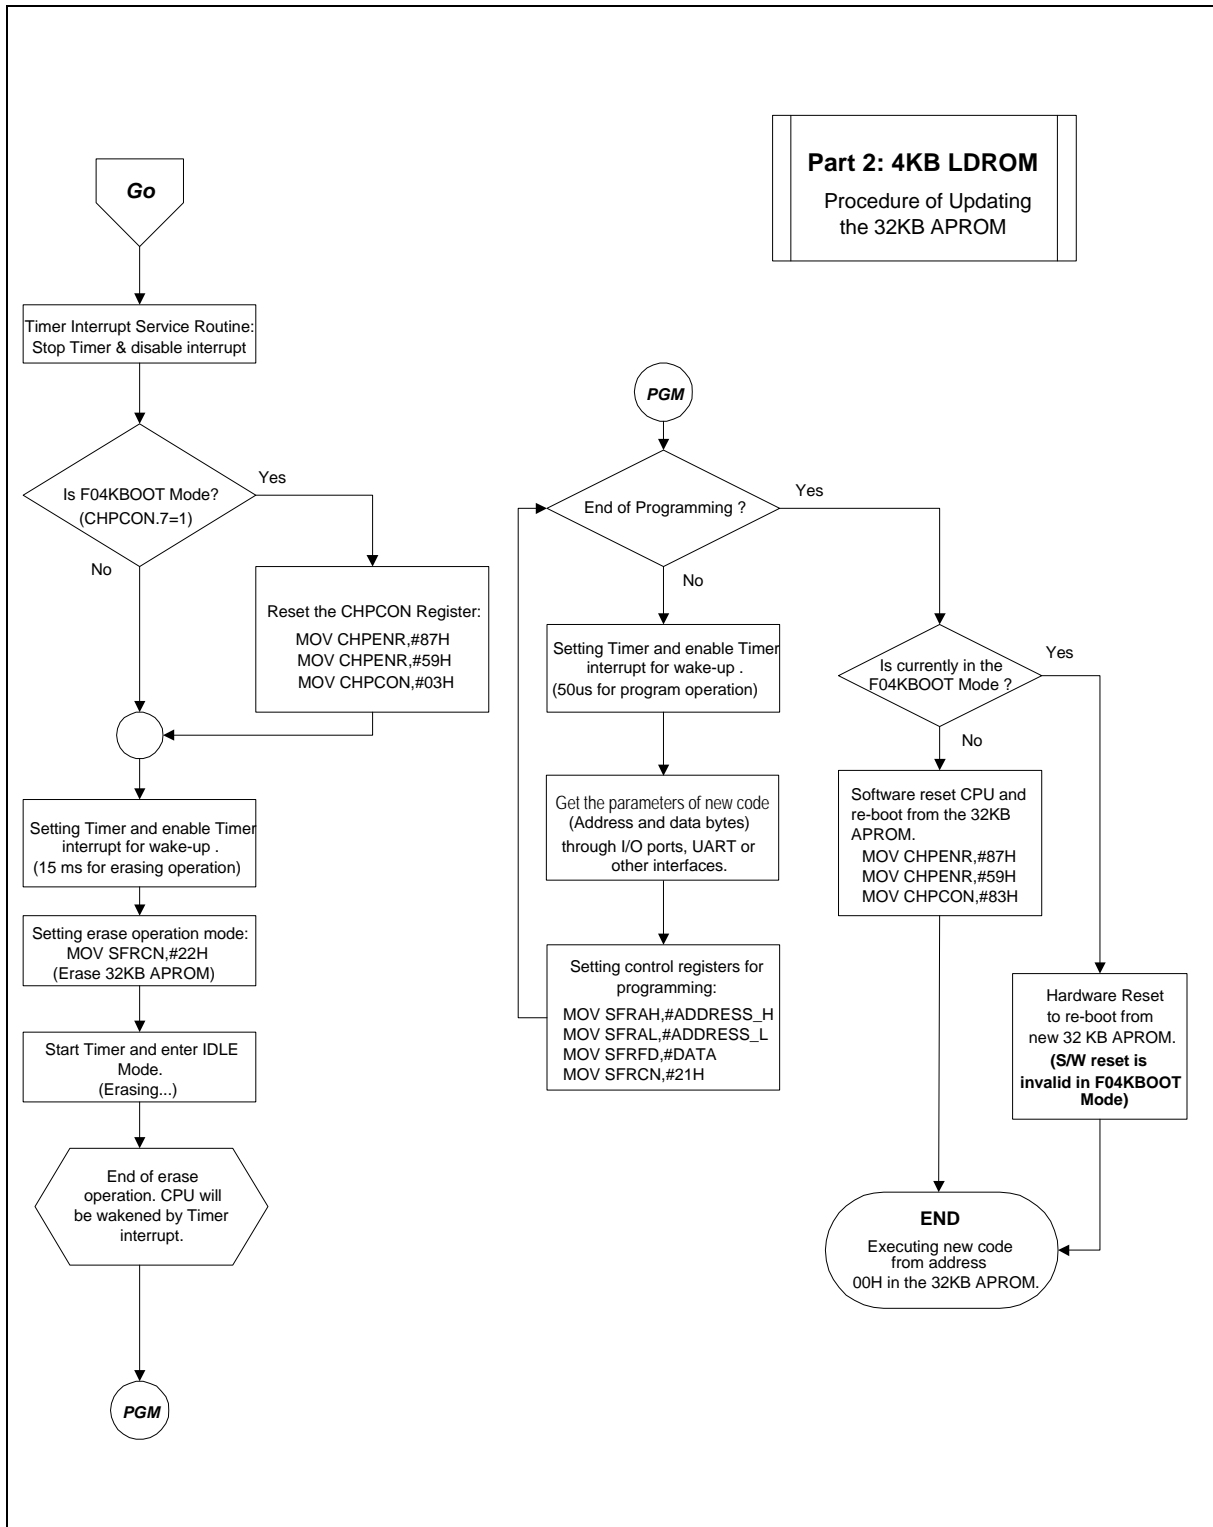 Part 2: 4KB LDROM
Procedure of Updating
the 32KB APROM
Go
Timer Interrupt Service Routine:
Stop Timer & disable interrupt
Is F04KBOOT Mode?
(CHPCON.7=1)
Yes
No
Reset the CHPCON Register:
MOV CHPENR,#87H
MOV CHPENR,#59H
MOV CHPCON,#03H
Setting Timer and enable Timer
interrupt for wake-up .
(15 ms for erasing operation)
Setting erase operation mode:
MOV SFRCN,#22H
(Erase 32KB APROM)
Start Timer and enter IDLE
Mode.
(Erasing...)
End of erase
operation. CPU will
be wakened by Timer
interrupt.
PGM
PGM
End of Programming ?
Yes
No
Setting Timer and enable Timer
interrupt for wake-up .
(50us for program operation)
Get the parameters of new code
(Address and data bytes)
through I/O ports, UART or
other interfaces.
Setting control registers for
programming:
MOV SFRAH,#ADDRESS_H
MOV SFRAL,#ADDRESS_L
MOV SFRFD,#DATA
MOV SFRCN,#21H
Is currently in the
F04KBOOT Mode ?
Yes
No
Software reset CPU and
re-boot from the 32KB
APROM.
MOV CHPENR,#87H
MOV CHPENR,#59H
MOV CHPCON,#83H
Hardware Reset
to re-boot from
new 32 KB APROM.
(S/W reset is
invalid in F04KBOOT
Mode)
END
Executing new code
from address
00H in the 32KB APROM.